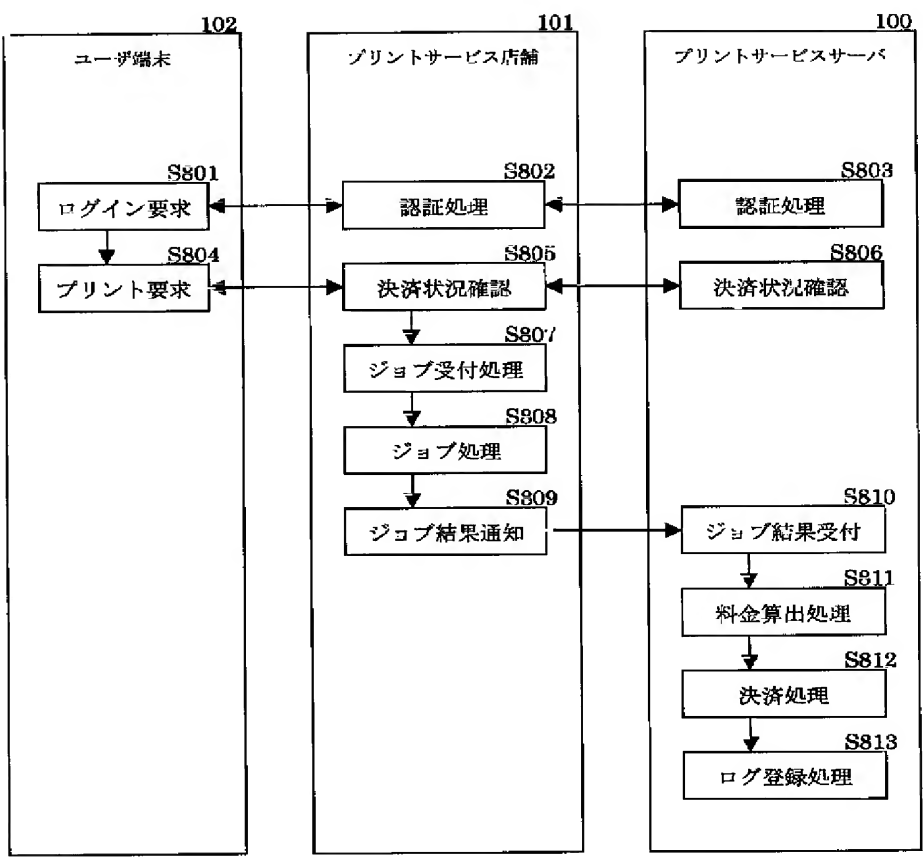 102
101
100
ユーザ端末
プリントサービス店舗
プリントサービスサーバ
S801
S802
S803
ログイン要求
認証処理
認証処理
S804
S805
S806
プリント要求
決済状況確認
決済状況確認
S807
ジョブ受付処理
S808
ジョブ処理
S809
S810
ジョブ結果通知
ジョブ結果受付
S811
料金算出処理
S812
決済処理
S813
ログ登録処理